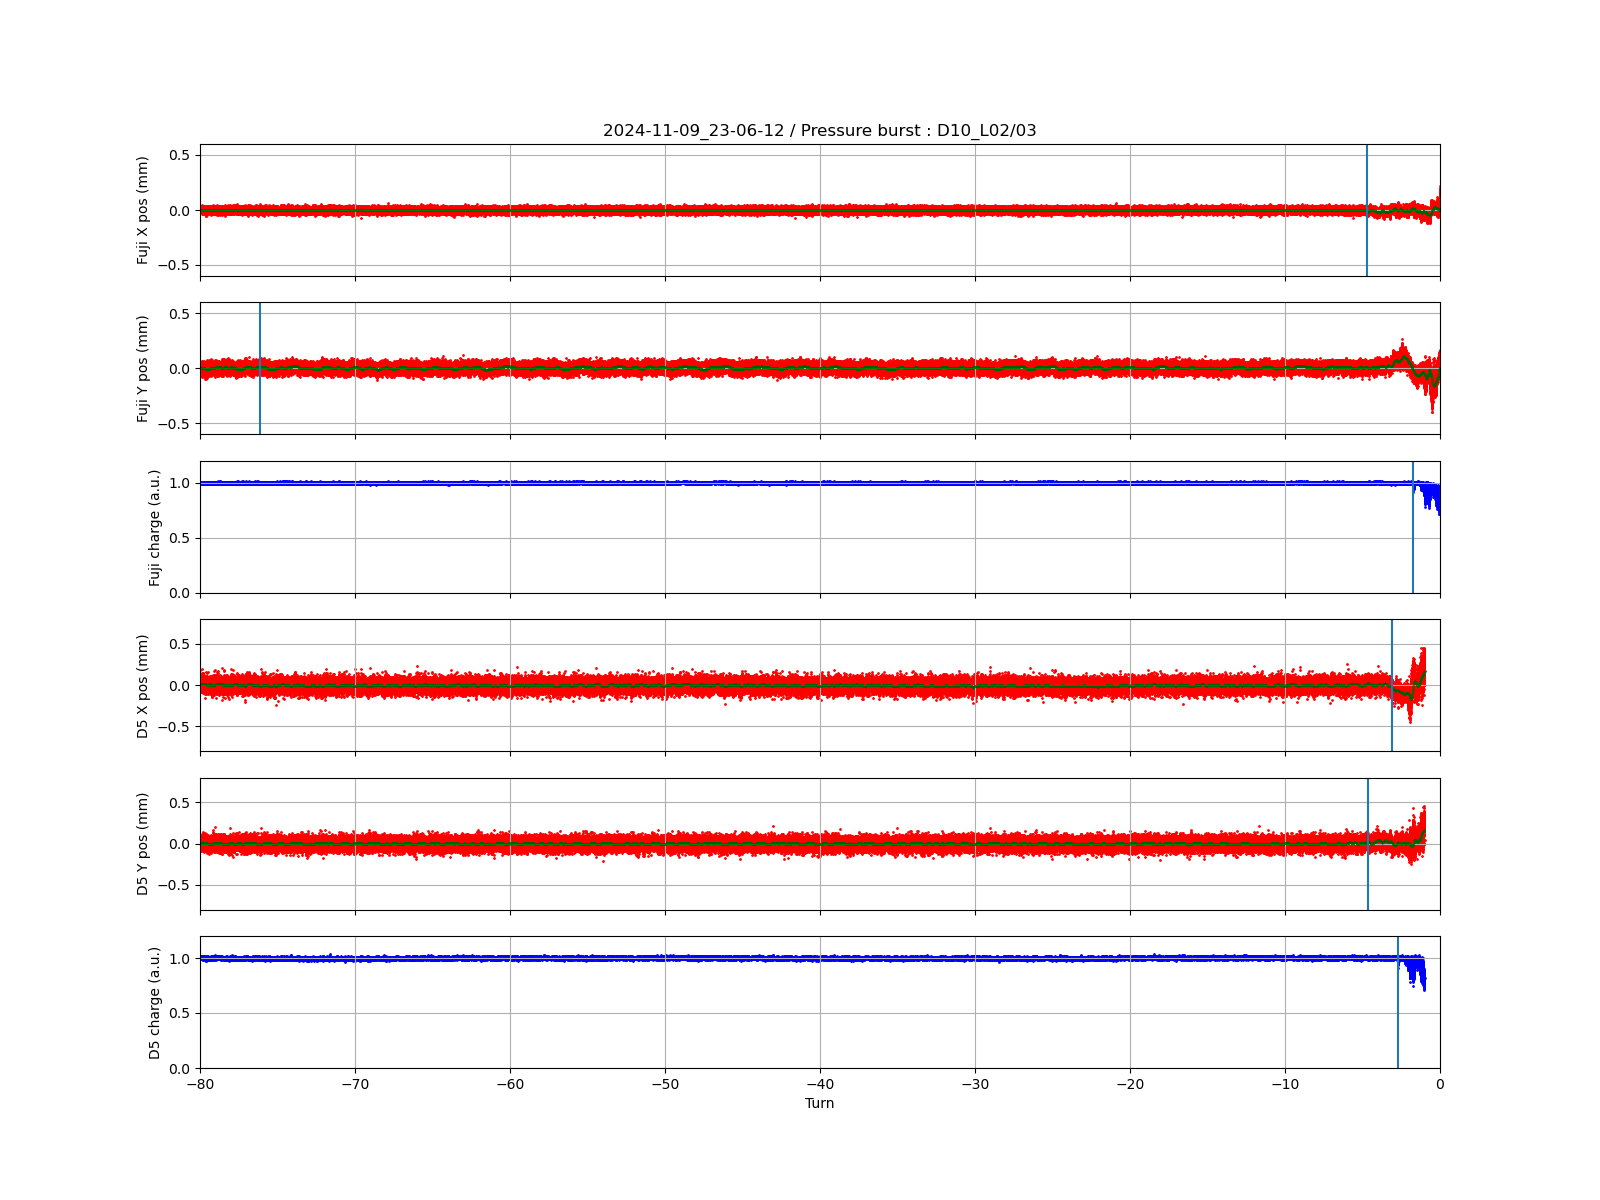 2024-11-09_23-06-12 / Pressure burst : D10_L02/03
Fuji X pos (mm)
0.5
0.0
−0.5
Fuji Y pos (mm)
0.5
0.0
−0.5
Fuji charge (a.u.)
1.0
0.5
0.0
D5 X pos (mm)
0.5
0.0
−0.5
D5 Y pos (mm)
0.5
0.0
−0.5
D5 charge (a.u.)
1.0
0.5
0.0
−80 −70 −60 −50 −40 −30 −20 −10 0
Turn